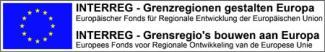 INTERREG - Grenzregionen gestalten Europa
Europäischer Fonds für Regionale Entwicklung der Europäischen Union
INTERREG - Grensregio's bouwen aan Europa
Europees Fonds voor Regionale Ontwikkeling van de Europese Unie